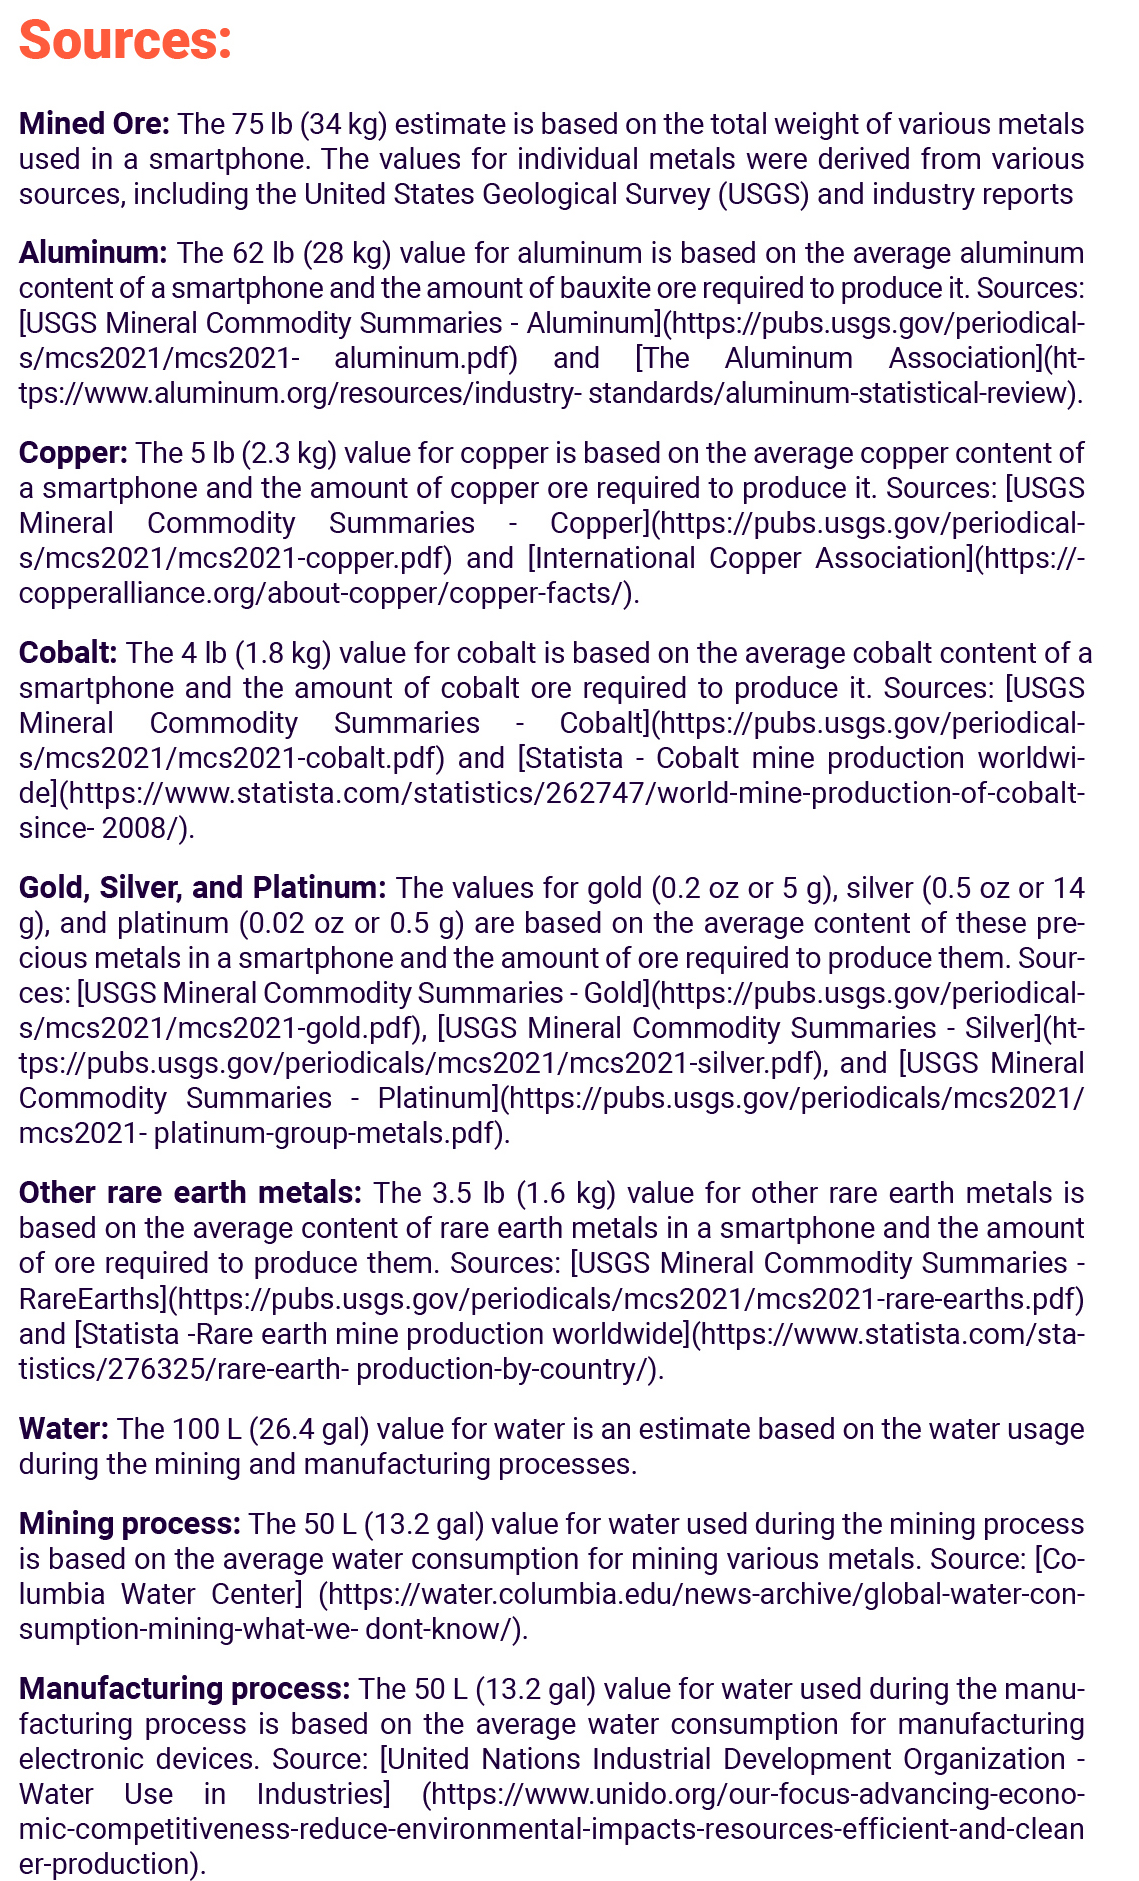 Sources:
Mined Ore: The 75 lb (34 kg) estimate is based on the total weight of various metals
used in a smartphone. The values for individual metals were derived from various
sources, including the United States Geological Survey (USGS) and industry reports
Aluminum: The 62 lb (28 kg) value for aluminum is based on the average aluminum
content of a smartphone and the amount of bauxite ore required to produce it. Sources:
[USGS Mineral Commodity Summaries - Aluminum](https://pubs.usgs.gov/periodical-
s/mcs2021/mcs2021- aluminum.pdf) and [The Aluminum Association](ht-
tps://www.aluminum.org/resources/industry- standards/aluminum-statistical-review).
Copper: The 5 lb (2.3 kg) value for copper is based on the average copper content of
a smartphone and the amount of copper ore required to produce it. Sources: [USGS
Mineral Commodity Summaries - Copper](https://pubs.usgs.gov/periodical-
s/mcs2021/mcs2021-copper.pdf) and [International Copper Association](https://-
copperalliance.org/about-copper/copper-facts/).
Cobalt: The 4 lb (1.8 kg) value for cobalt is based on the average cobalt content of a
smartphone and the amount of cobalt ore required to produce it. Sources: [USGS
Mineral Commodity Summaries - Cobalt](https://pubs.usgs.gov/periodical-
s/mcs2021/mcs2021-cobalt.pdf) and [Statista - Cobalt mine production worldwi-
de](https://www.statista.com/statistics/262747/world-mine-production-of-cobalt-
since- 2008/).
Gold, Silver, and Platinum: The values for gold (0.2 oz or 5 g), silver (0.5 oz or 14
g), and platinum (0.02 oz or 0.5 g) are based on the average content of these pre-
cious metals in a smartphone and the amount of ore required to produce them. Sour-
ces: [USGS Mineral Commodity Summaries - Gold](https://pubs.usgs.gov/periodical-
s/mcs2021/mcs2021-gold.pdf), [USGS Mineral Commodity Summaries - Silver](ht-
tps://pubs.usgs.gov/periodicals/mcs2021/mcs2021-silver.pdf), and [USGS Mineral
Commodity Summaries - Platinum](https://pubs.usgs.gov/periodicals/mcs2021/
mcs2021- platinum-group-metals.pdf).
Other rare earth metals: The 3.5 lb (1.6 kg) value for other rare earth metals is
based on the average content of rare earth metals in a smartphone and the amount
of ore required to produce them. Sources: [USGS Mineral Commodity Summaries -
RareEarths](https://pubs.usgs.gov/periodicals/mcs2021/mcs2021-rare-earths.pdf)
and [Statista -Rare earth mine production worldwide](https://www.statista.com/sta-
tistics/276325/rare-earth- production-by-country/).
Water: The 100 L (26.4 gal) value for water is an estimate based on the water usage
during the mining and manufacturing processes.
Mining process: The 50 L (13.2 gal) value for water used during the mining process
is based on the average water consumption for mining various metals. Source: [Co-
lumbia Water Center] (https://water.columbia.edu/news-archive/global-water-con-
sumption-mining-what-we- dont-know/).
Manufacturing process: The 50 L (13.2 gal) value for water used during the manu-
facturing process is based on the average water consumption for manufacturing
electronic devices. Source: [United Nations Industrial Development Organization -
Water Use in Industries] (https://www.unido.org/our-focus-advancing-econo-
mic-competitiveness-reduce-environmental-impacts-resources-efficient-and-clean
er-production).